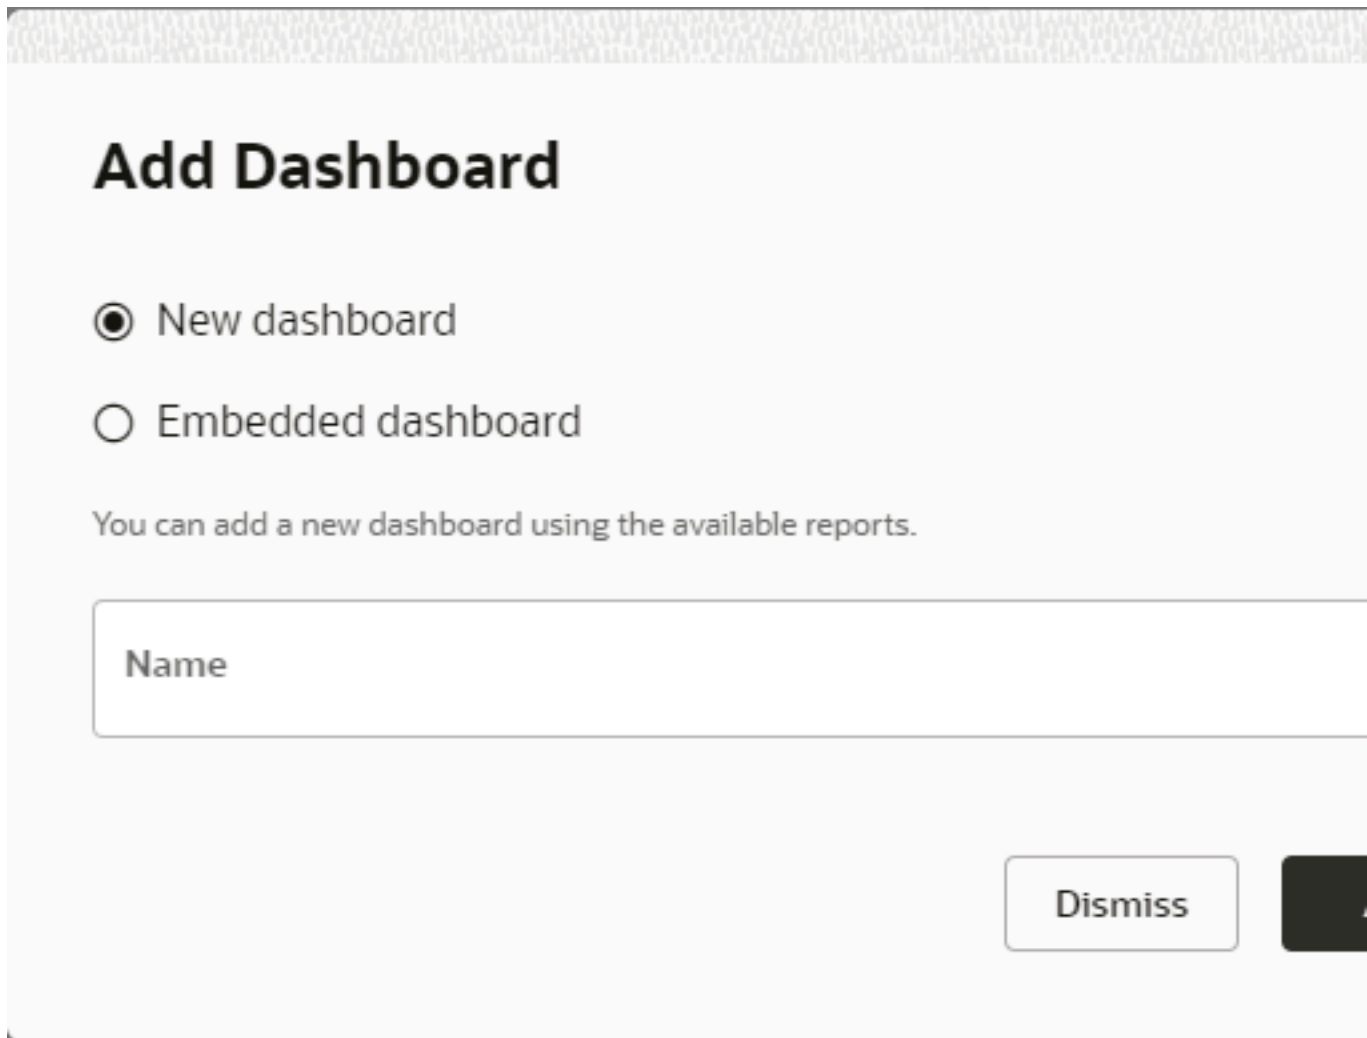 Add Dashboard
New dashboard
Embedded dashboard
You can add a new dashboard using the available reports.
Name
Dismiss